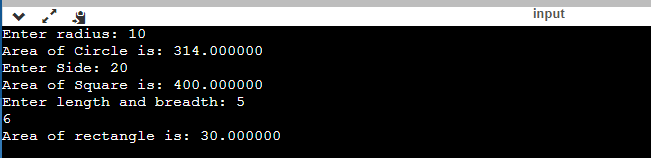 input
Enter radius: 10
Area of Circle is: 314.000000
Enter Side: 20
Area of Square is: 400.000000
Enter length and breadth: 5
6
Area of rectangle is: 30.000000